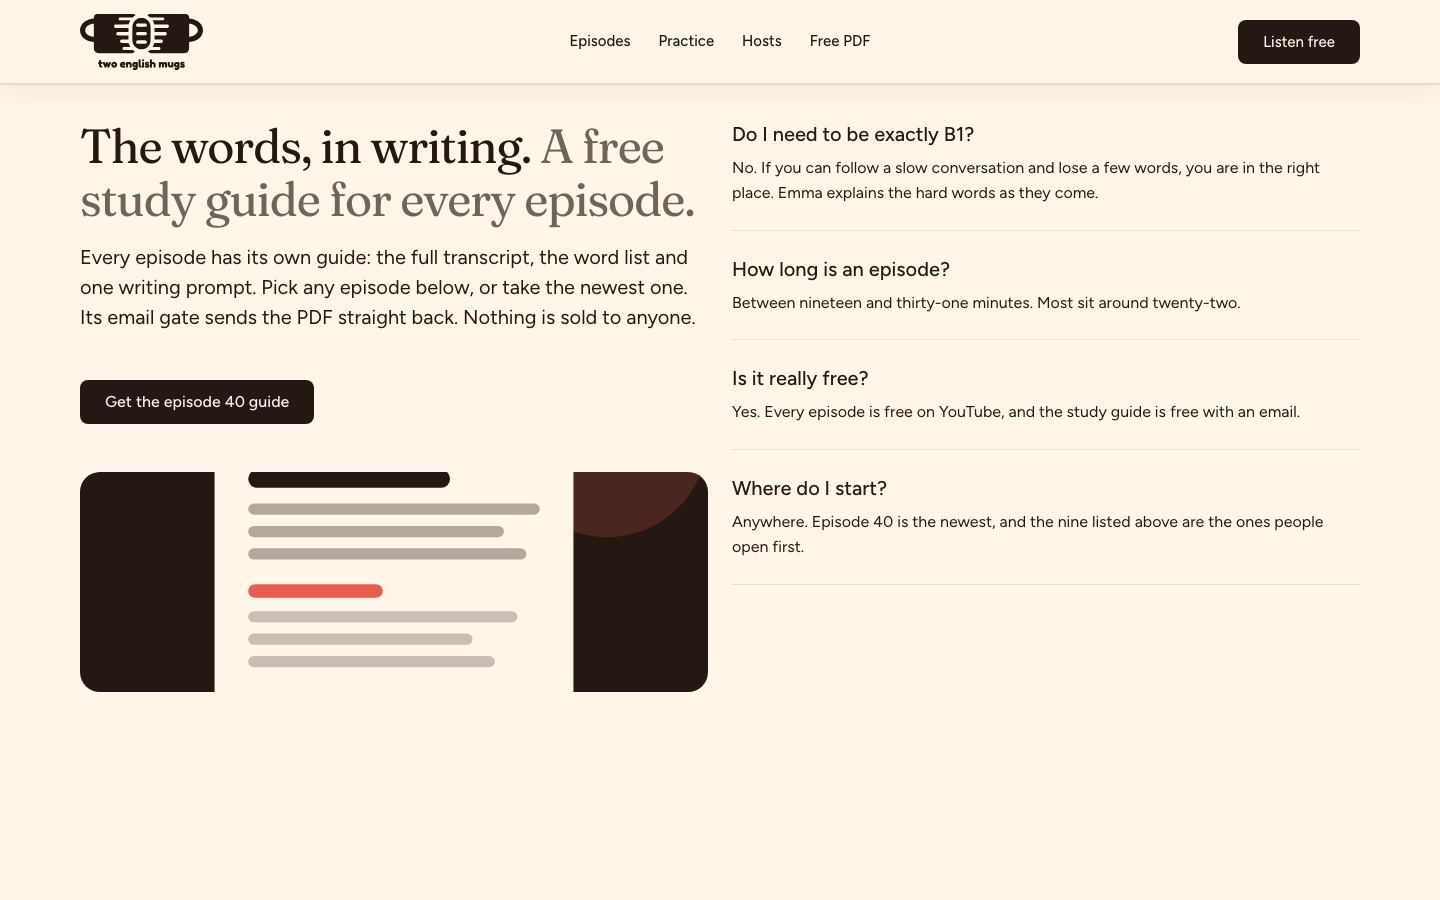 two english mugs
Episodes
Practice
Hosts
Free PDF
Listen free
The words, in writing. A free
study guide for every episode.
Every episode has its own guide: the full transcript, the word list and
one writing prompt. Pick any episode below, or take the newest one.
Its email gate sends the PDF straight back. Nothing is sold to anyone.
Get the episode 40 guide
Do I need to be exactly B1?
No. If you can follow a slow conversation and lose a few words, you are in the right
place. Emma explains the hard words as they come.
How long is an episode?
Between nineteen and thirty-one minutes. Most sit around twenty-two.
Is it really free?
Yes. Every episode is free on YouTube, and the study guide is free with an email.
Where do I start?
Anywhere. Episode 40 is the newest, and the nine listed above are the ones people
open first.